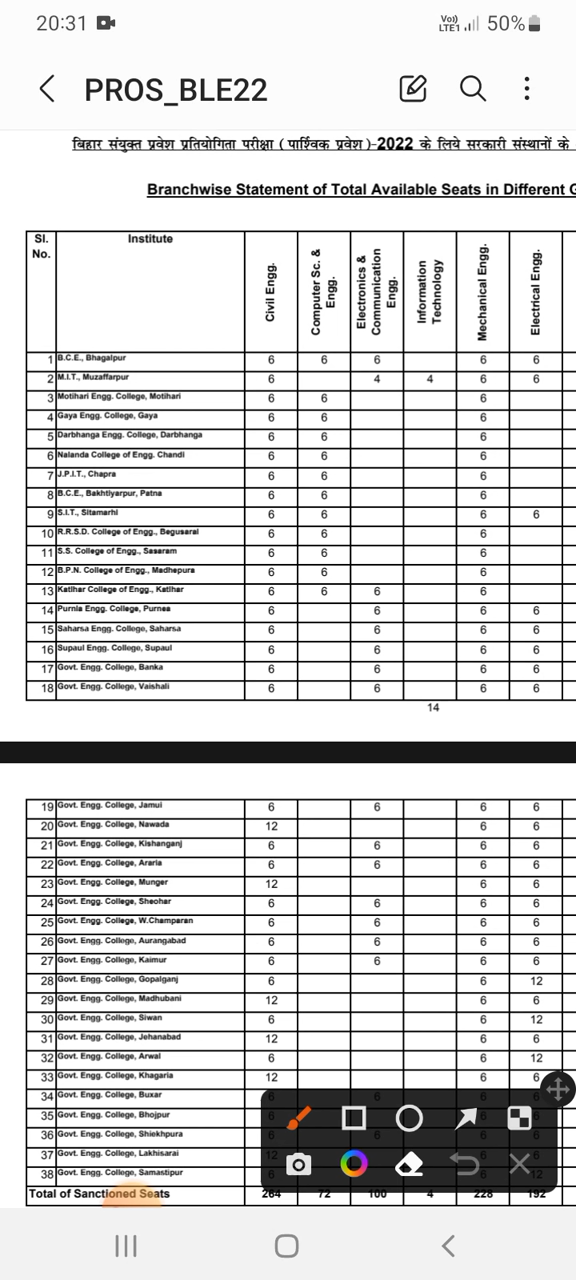 20:31 Vo)) LTE1 50%
PROS_BLE22
बिहार संयुक्त प्रवेश प्रतियोगिता परीक्षा ( पार्श्विक प्रवेश )-2022 के लिये सरकारी संस्थानों के
Branchwise Statement of Total Available Seats in Different G
Sl. No. Institute Civil Engg. Computer Sc. & Engg. Electronics & Communication Engg. Information Technology Mechanical Engg. Electrical Engg.
1 B.C.E., Bhagalpur 6 6 6 6 6
2 M.I.T., Muzaffarpur 6 4 4 6 6
3 Motihari Engg. College, Motihari 6 6 6
4 Gaya Engg. College, Gaya 6 6 6
5 Darbhanga Engg. College, Darbhanga 6 6 6
6 Nalanda College of Engg. Chandi 6 6 6
7 J.P.I.T., Chapra 6 6 6
8 B.C.E., Bakhtiyarpur, Patna 6 6 6
9 S.I.T., Sitamarhi 6 6 6 6
10 R.R.S.D. College of Engg., Begusarai 6 6 6
11 S.S. College of Engg., Sasaram 6 6 6
12 B.P.N. College of Engg., Madhepura 6 6 6
13 Katihar College of Engg., Katihar 6 6 6 6
14 Purnia Engg. College, Purnea 6 6 6 6
15 Saharsa Engg. College, Saharsa 6 6 6 6
16 Supaul Engg. College, Supaul 6 6 6 6
17 Govt. Engg. College, Banka 6 6 6 6
18 Govt. Engg. College, Vaishali 6 6 6 6
14
19 Govt. Engg. College, Jamui 6 6 6 6
20 Govt. Engg. College, Nawada 12 6 6
21 Govt. Engg. College, Kishanganj 6 6 6 6
22 Govt. Engg. College, Araria 6 6 6 6
23 Govt. Engg. College, Munger 12 6 6
24 Govt. Engg. College, Sheohar 6 6 6 6
25 Govt. Engg. College, W.Champaran 6 6 6 6
26 Govt. Engg. College, Aurangabad 6 6 6 6
27 Govt. Engg. College, Kaimur 6 6 6 6
28 Govt. Engg. College, Gopalganj 6 6 12
29 Govt. Engg. College, Madhubani 12 6 6
30 Govt. Engg. College, Siwan 6 6 12
31 Govt. Engg. College, Jehanabad 12 6 6
32 Govt. Engg. College, Arwal 6 6 12
33 Govt. Engg. College, Khagaria 12 6 6
34 Govt. Engg. College, Buxar 6 6
35 Govt. Engg. College, Bhojpur
36 Govt. Engg. College, Shiekhpura
37 Govt. Engg. College, Lakhisarai 12
38 Govt. Engg. College, Samastipur 12
Total of Sanctioned Seats 264 72 100 4 228 192